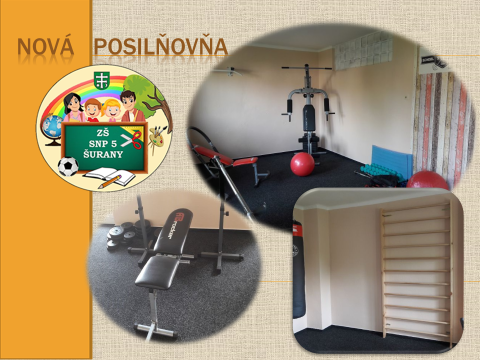 NOVÁ POSILŇOVŇA
ZŠ
SNP 5
ŠURANY